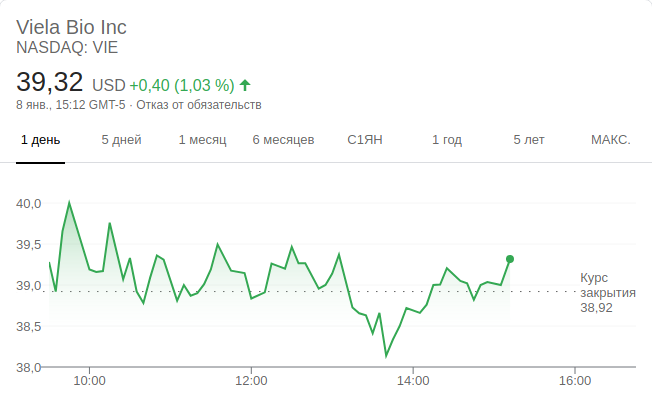 Viela Bio Inc
NASDAQ: VIE
39,32 USD +0,40 (1,03 %)
8 янв., 15:12 GMT-5 · Отказ от обязательств
1 день 5 дней 1 месяц 6 месяцев С1ЯН 1 год 5 лет МАКС.
40,0
39,5
39,0
38,5
38,0
Курс
закрытия
38,92
10:00 12:00 14:00 16:00